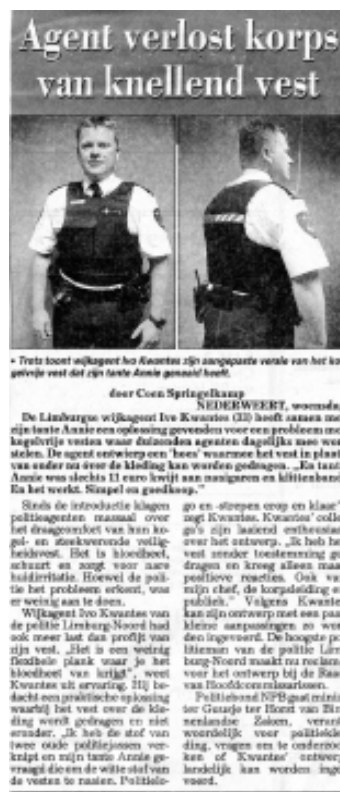 Agent verlost korps
van knellend vest
• Trots toont wijkagent Ivo Kwantes zijn aangepaste versie van het ko-
gelvrije vest dat zijn tante Annie genaaid heeft.
door Coen Springelkamp
NEDERWEERT, woensdag
De Limburgse wijkagent Ivo Kwantes (33) heeft samen met
zijn tante Annie een oplossing gevonden voor een probleem met
kogelvrije vesten waar duizenden agenten dagelijks mee wor-
stelen. De agent ontwierp een 'hoes' waarmee het vest in plaats
van onder nu óver de kleding kan worden gedragen. „En tante
Annie was slechts 11 euro kwijt aan naaigaren en klittenband.
En het werkt. Simpel en goedkoop."
Sinds de introductie klagen
politieagenten massaal over
het draagcomfort van hun ko-
gel- en steekwerende veilig-
heidsvest. Het is bloedheet,
schuurt en zorgt voor nare
huidirritatie. Hoewel de poli-
tie het probleem erkent, was
er weinig aan te doen.
Wijkagent Ivo Kwantes van
de politie Limburg-Noord had
ook meer last dan profijt van
zijn vest. „Het is een weinig
flexibele plank waar je het
bloedheet van krijgt", weet
Kwantes uit ervaring. Hij be-
dacht een praktische oplossing
waarbij het vest over de kle-
ding wordt gedragen en niet
eronder. „Ik heb de stof van
twee oude politiejassen ver-
knipt en mijn tante Annie ge-
vraagd die om de witte stof van
de vesten te naaien. Politielo-
go en -strepen erop en klaar",
zegt Kwantes. Kwantes' colle-
ga's zijn laaiend enthousiast
over het ontwerp. „Ik heb het
vest zonder toestemming ge-
dragen en kreeg alleen maar
positieve reacties. Ook van
mijn chef, de korpsleiding en
publiek." Volgens Kwantes
kan zijn ontwerp met een paar
kleine aanpassingen zo wor-
den ingevoerd. De hoogste po-
litieman van de politie Lim-
burg-Noord maakt nu reclame
voor het ontwerp bij de Raad
van Hoofdcommissarissen.
Politiebond NPB gaat minis-
ter Guusje ter Horst van Bin-
nenlandse Zaken, verant-
woordelijk voor politiekle-
ding, vragen om te onderzoe-
ken of Kwantes' ontwerp
landelijk kan worden inge-
voerd.